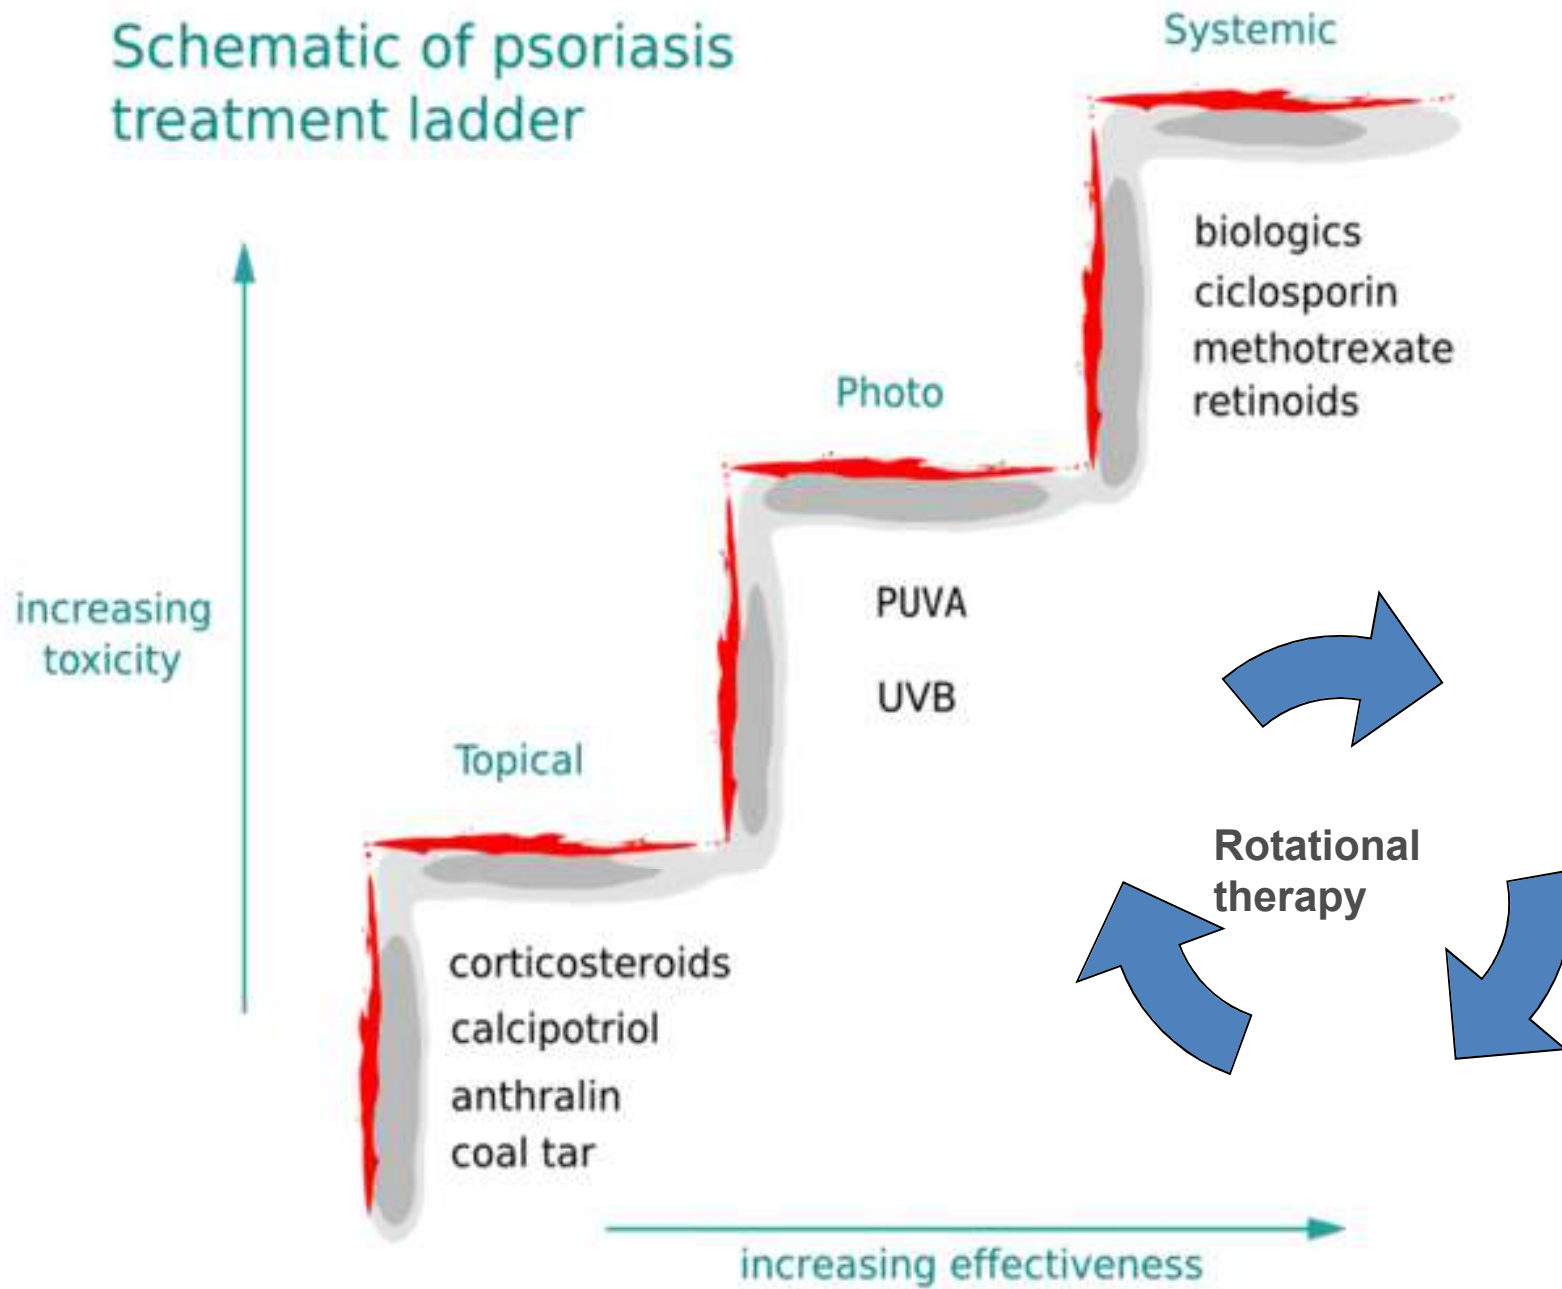 Schematic of psoriasis
treatment ladder
Systemic
biologics
ciclosporin
methotrexate
retinoids
Photo
PUVA
UVB
increasing
toxicity
Topical
Rotational
therapy
corticosteroids
calcipotriol
anthralin
coal tar
increasing effectiveness